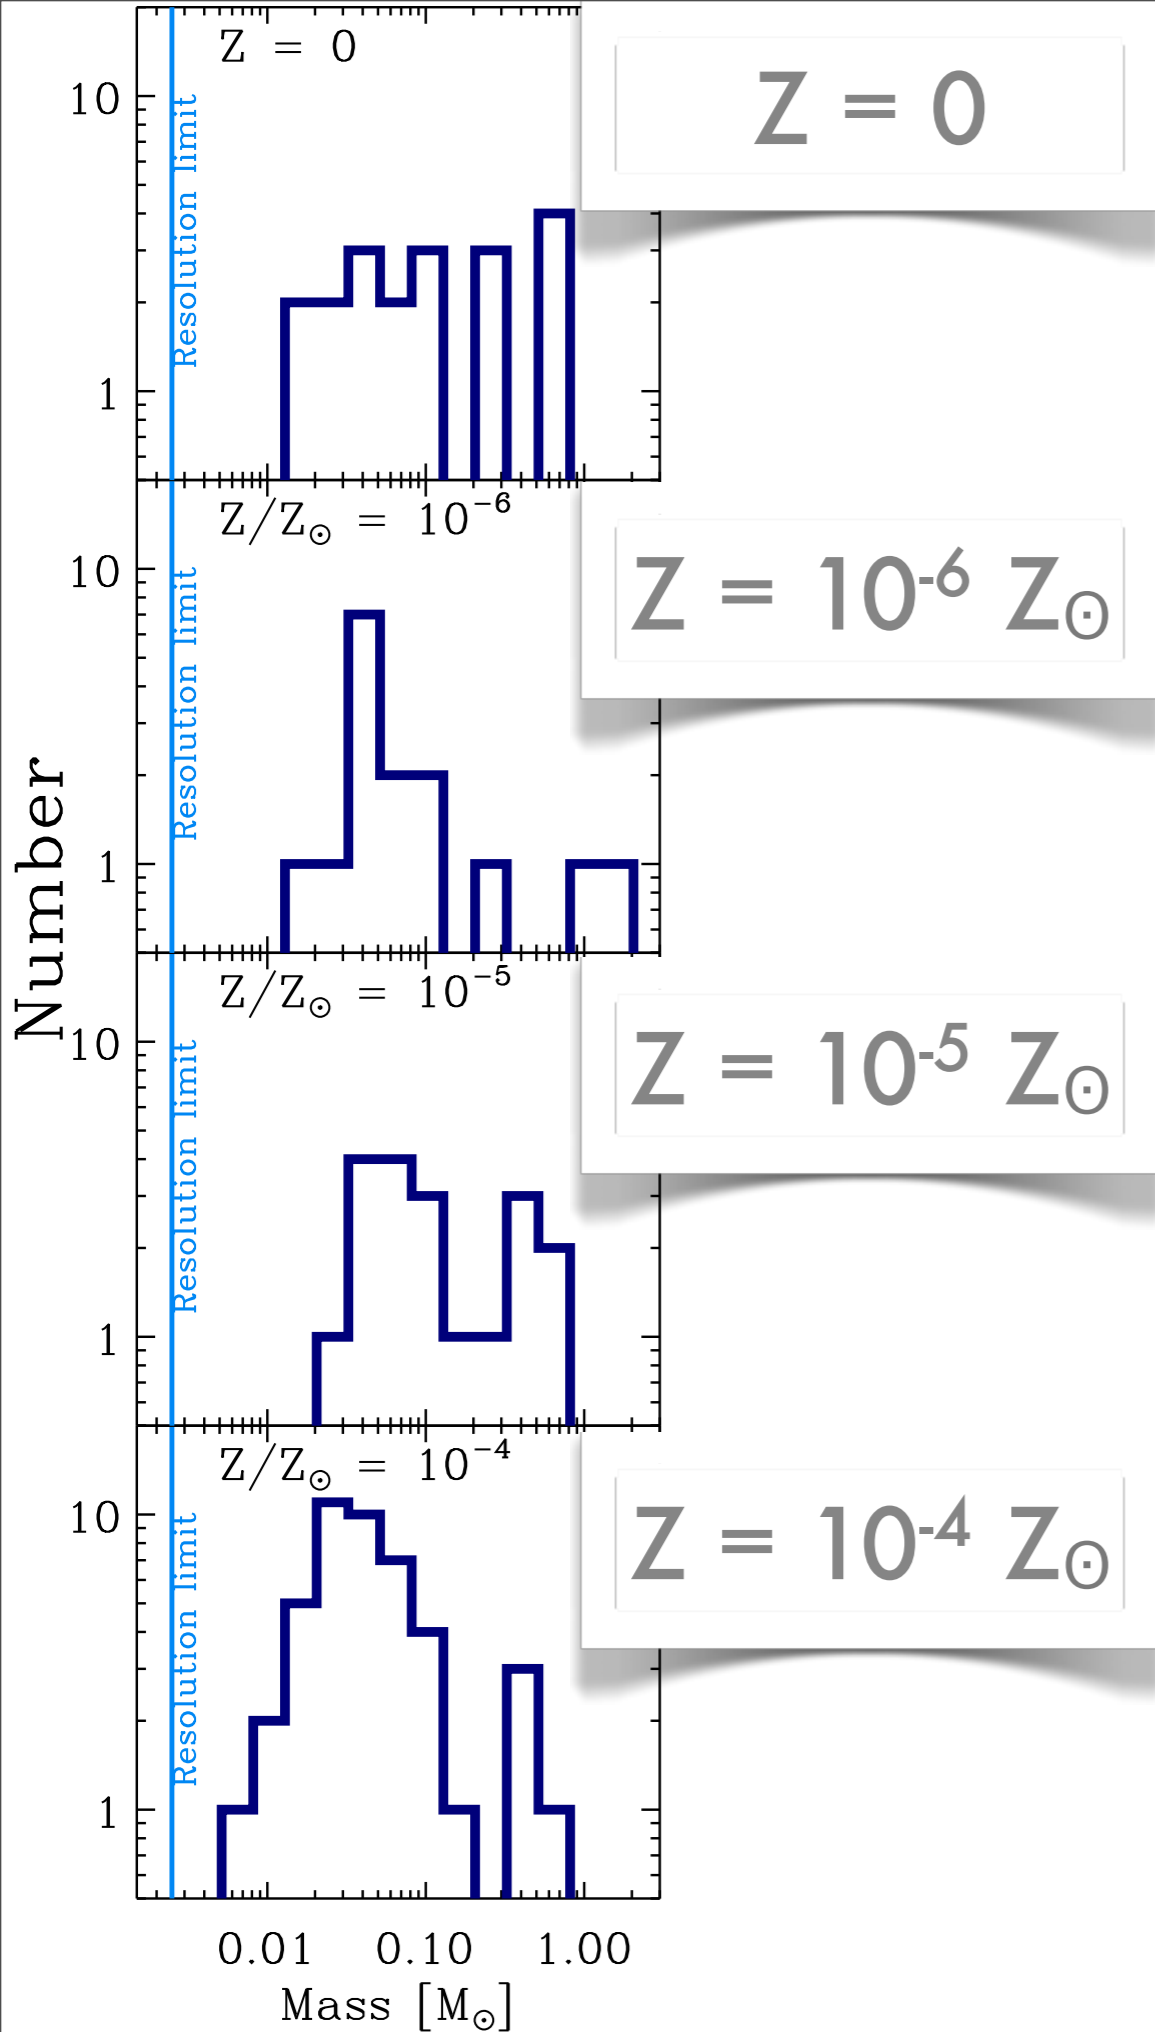 Z = 0
Z = 0
10
Resolution limit
1
Z/Z⊙ = 10⁻⁶
Z = 10⁻⁶ Z⊙
10
Resolution limit
1
Number
Z/Z⊙ = 10⁻⁵
Z = 10⁻⁵ Z⊙
10
Resolution limit
1
Z/Z⊙ = 10⁻⁴
Z = 10⁻⁴ Z⊙
10
Resolution limit
1
0.01 0.10 1.00
Mass [M⊙]